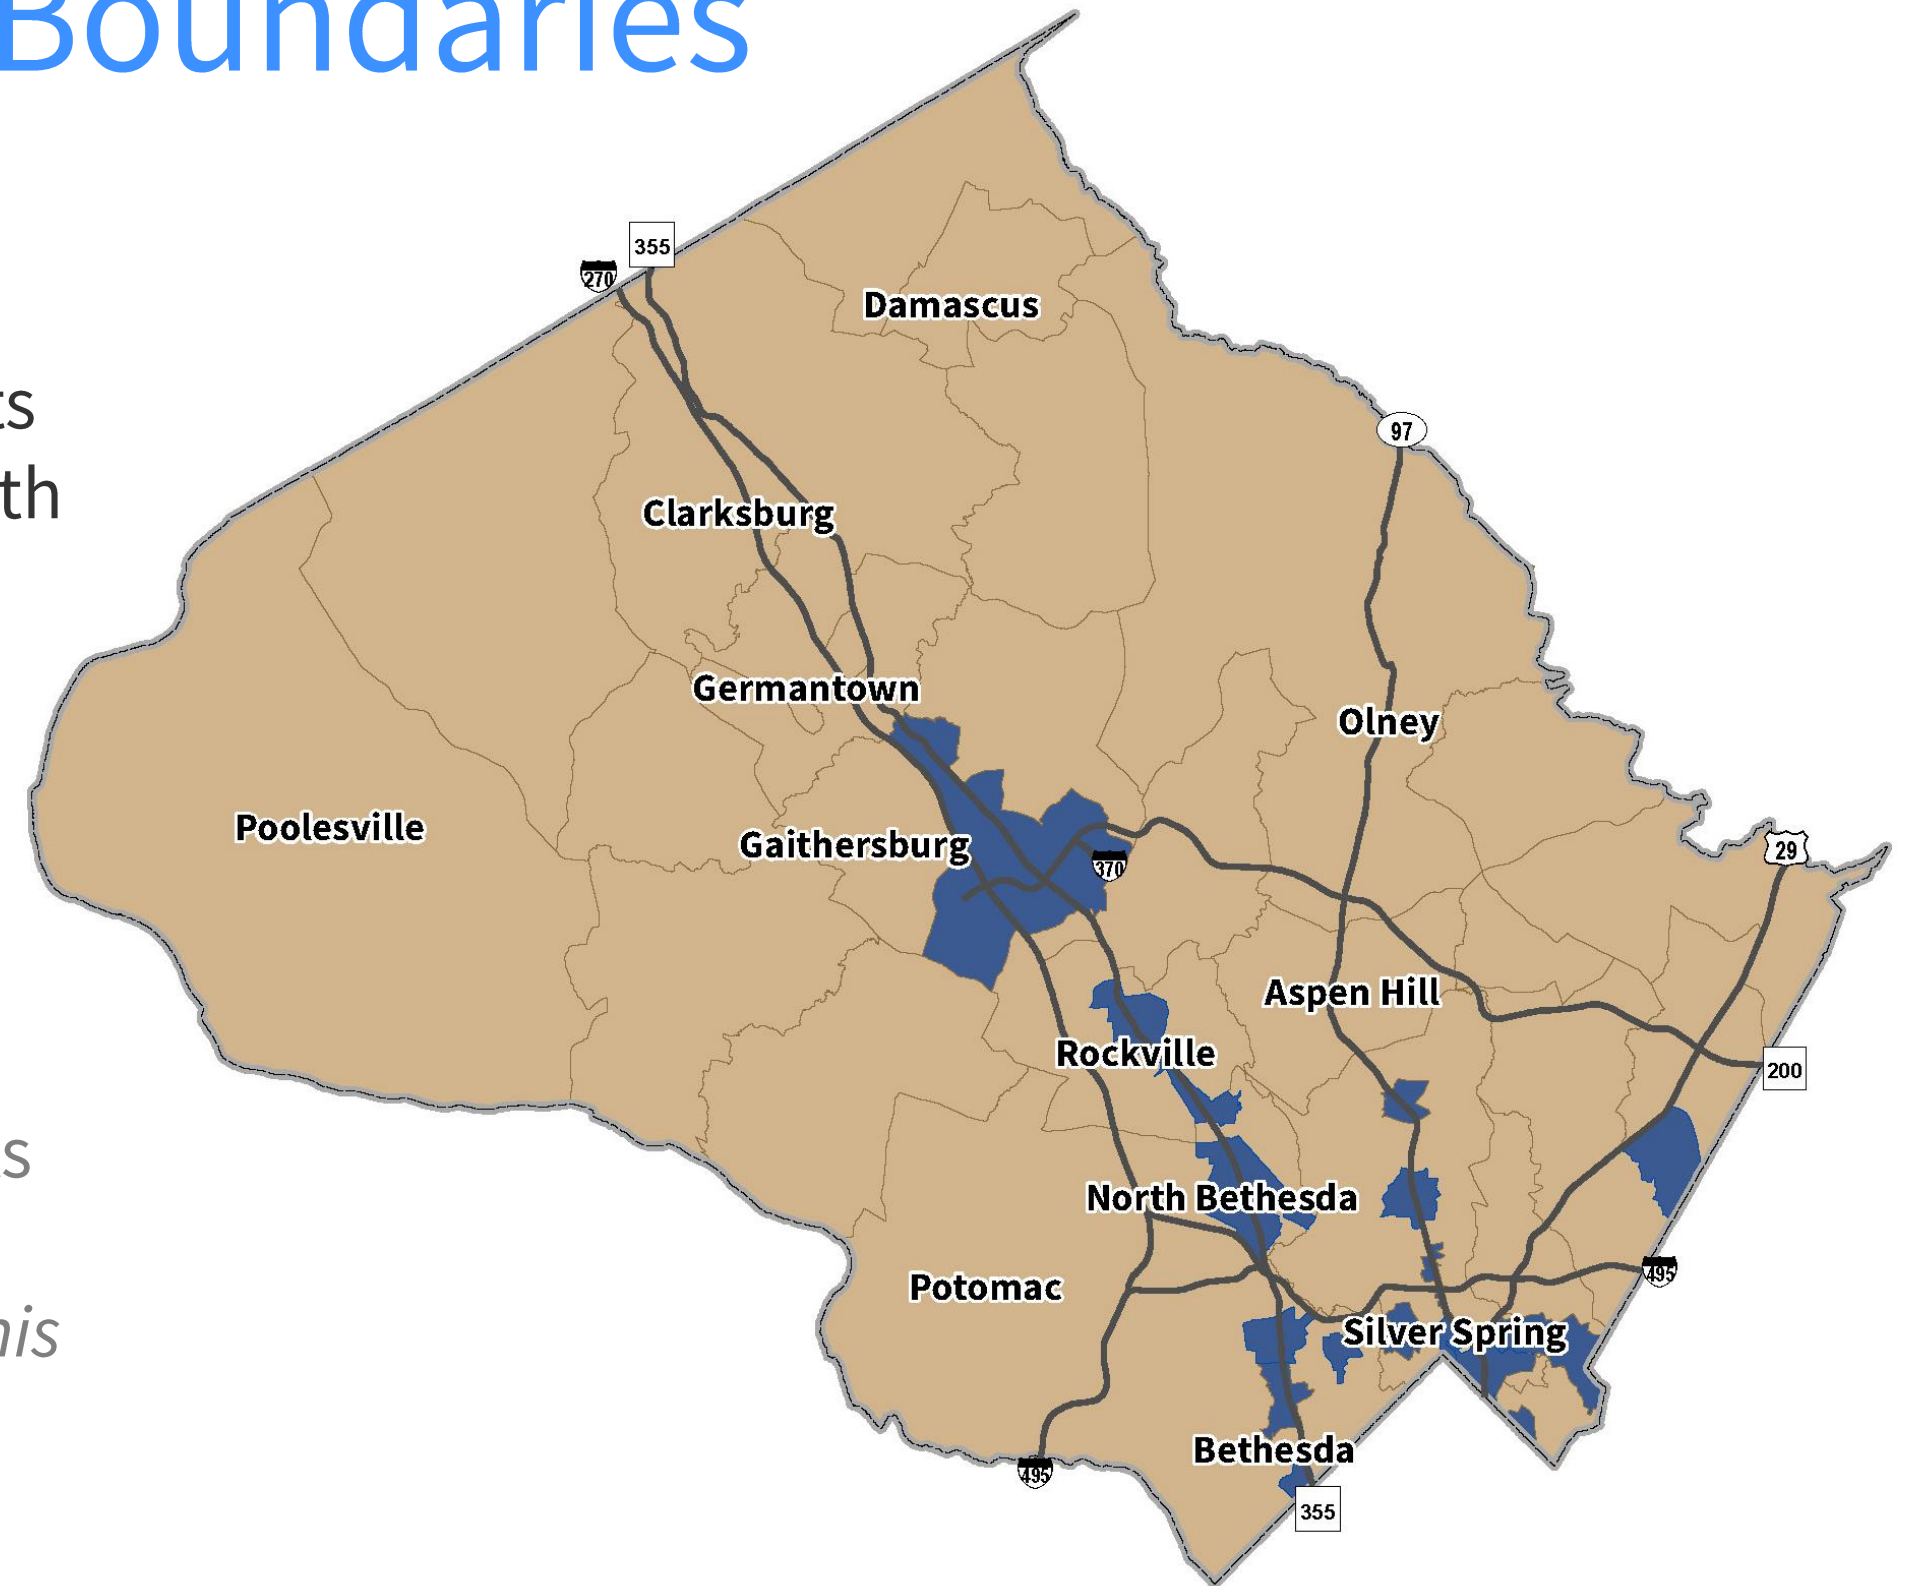 Boundaries
355
270
Damascus
ts
97
th
Clarksburg
Germantown
Olney
Poolesville
Gaithersburg
29
370
Aspen Hill
Rockville
200
North Bethesda
495
Potomac
Silver Spring
Bethesda
495
355